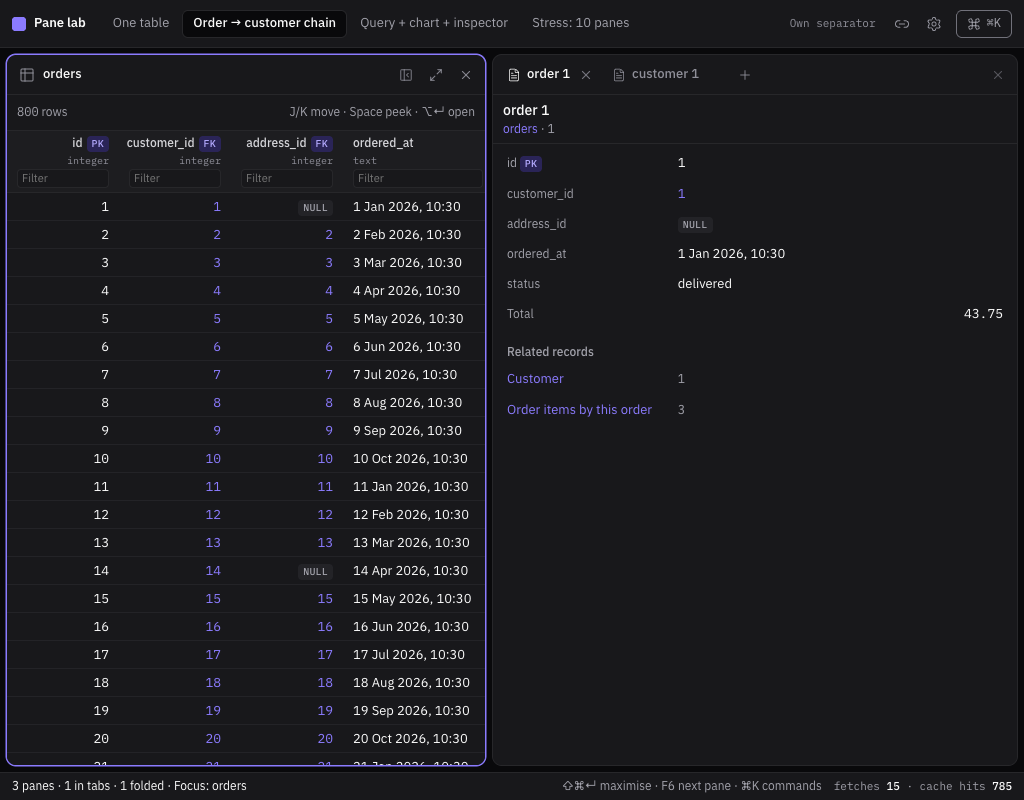 Pane lab One table Order → customer chain Query + chart + inspector Stress: 10 panes Own separator ⌘ ⌘K
orders
800 rows J/K move · Space peek · ⌥↵ open
id PK customer_id FK address_id FK ordered_at
integer integer integer text
Filter Filter Filter Filter
1 1 NULL 1 Jan 2026, 10:30
2 2 2 2 Feb 2026, 10:30
3 3 3 3 Mar 2026, 10:30
4 4 4 4 Apr 2026, 10:30
5 5 5 5 May 2026, 10:30
6 6 6 6 Jun 2026, 10:30
7 7 7 7 Jul 2026, 10:30
8 8 8 8 Aug 2026, 10:30
9 9 9 9 Sep 2026, 10:30
10 10 10 10 Oct 2026, 10:30
11 11 11 11 Jan 2026, 10:30
12 12 12 12 Feb 2026, 10:30
13 13 13 13 Mar 2026, 10:30
14 14 NULL 14 Apr 2026, 10:30
15 15 15 15 May 2026, 10:30
16 16 16 16 Jun 2026, 10:30
17 17 17 17 Jul 2026, 10:30
18 18 18 18 Aug 2026, 10:30
19 19 19 19 Sep 2026, 10:30
20 20 20 20 Oct 2026, 10:30
21 21 21 21 Jan 2026, 10:30
order 1 customer 1
order 1
orders · 1
id PK 1
customer_id 1
address_id NULL
ordered_at 1 Jan 2026, 10:30
status delivered
Total 43.75
Related records
Customer 1
Order items by this order 3
3 panes · 1 in tabs · 1 folded · Focus: orders ⇧⌘↵ maximise · F6 next pane · ⌘K commands fetches 15 · cache hits 785